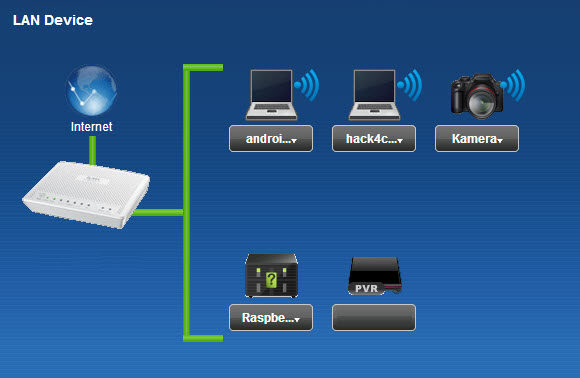 LAN Device
Internet
androi...
hack4c...
Kamera
Raspbe...
?
PVR